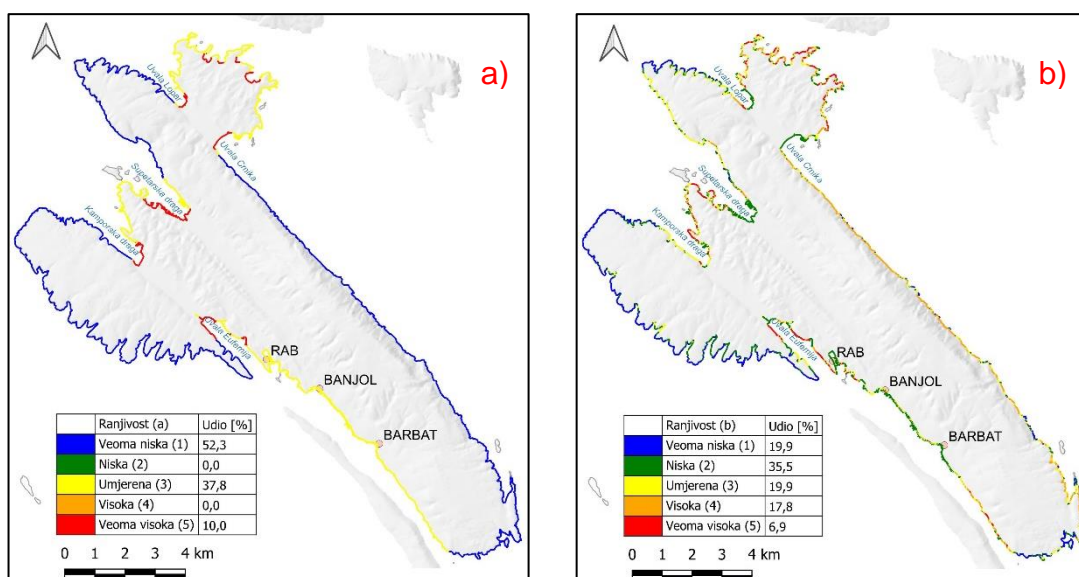 a)
Uvala Lopar
Uvala Crnika
Supetarska draga
Kamporska draga
Uvala Eufemija
RAB
BANJOL
BARBAT
Ranjivost (a) Udio [%]
Veoma niska (1) 52,3
Niska (2) 0,0
Umjerena (3) 37,8
Visoka (4) 0,0
Veoma visoka (5) 10,0
0 1 2 3 4 km
b)
Uvala Lopar
Uvala Crnika
Supetarska draga
Kamporska draga
Uvala Eufemija
RAB
BANJOL
BARBAT
Ranjivost (b) Udio [%]
Veoma niska (1) 19,9
Niska (2) 35,5
Umjerena (3) 19,9
Visoka (4) 17,8
Veoma visoka (5) 6,9
0 1 2 3 4 km